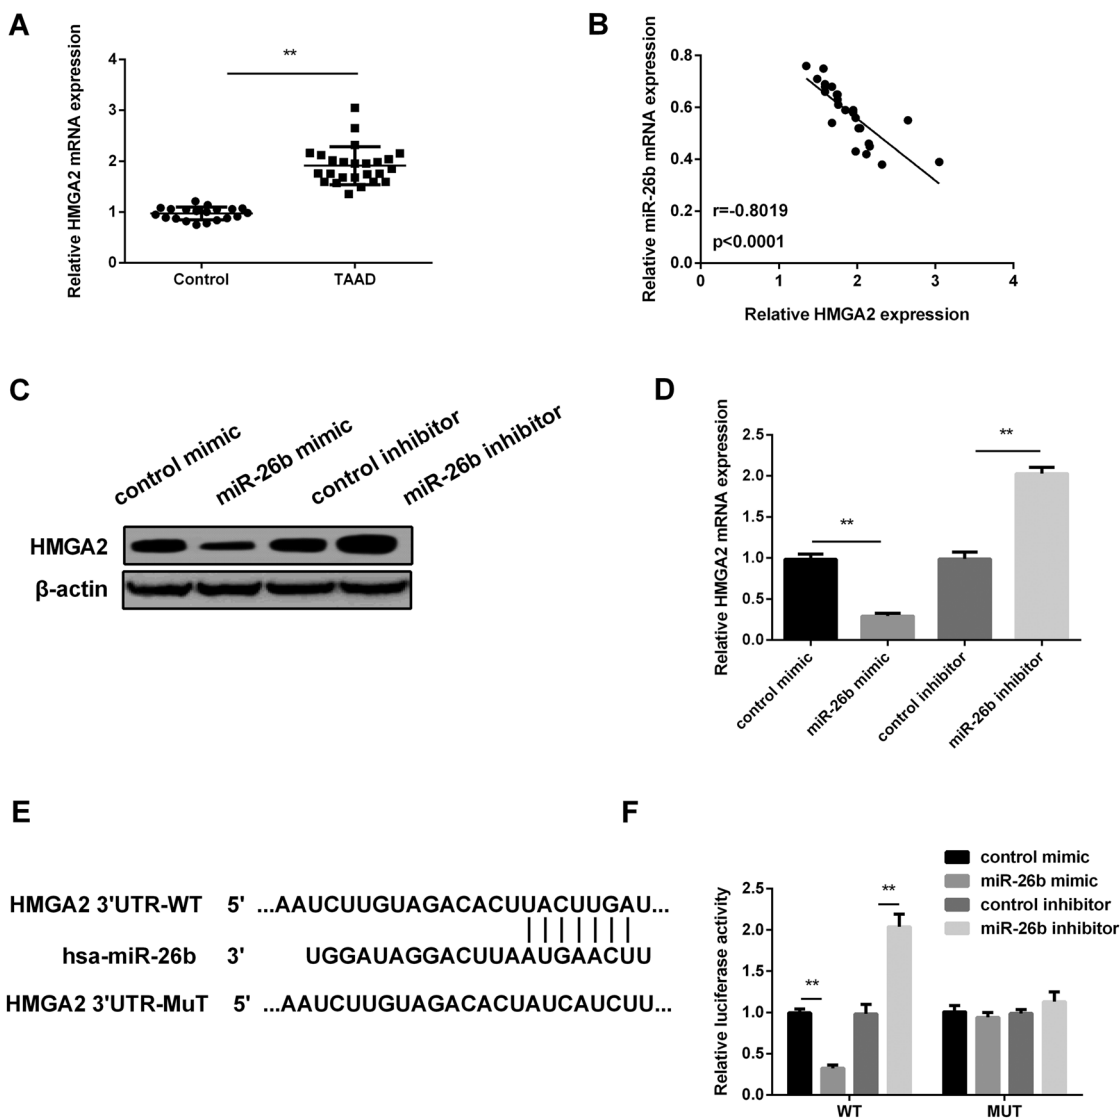 A
Relative HMGA2 mRNA expression
4
3
2
1
0
**
Control
TAAD
B
Relative miR-26b mRNA expression
0.8
0.6
0.4
0.2
0.0
r=-0.8019
p<0.0001
0
1
2
3
4
Relative HMGA2 expression
C
control mimic
miR-26b mimic
control inhibitor
miR-26b inhibitor
HMGA2
β-actin
D
Relative HMGA2 mRNA expression
2.5
2.0
1.5
1.0
0.5
0.0
**
**
control mimic
miR-26b mimic
control inhibitor
miR-26b inhibitor
E
HMGA2 3'UTR-WT 5' ...AAUCUUGUAGACACUUACUUGAU...
hsa-miR-26b 3' UGGAUAGGACUUAAUGAACUU
HMGA2 3'UTR-MuT 5' ...AAUCUUGUAGACACUAUCAUCUU...
F
control mimic
miR-26b mimic
control inhibitor
miR-26b inhibitor
Relative luciferase activity
2.5
2.0
1.5
1.0
0.5
0.0
**
**
WT
MUT